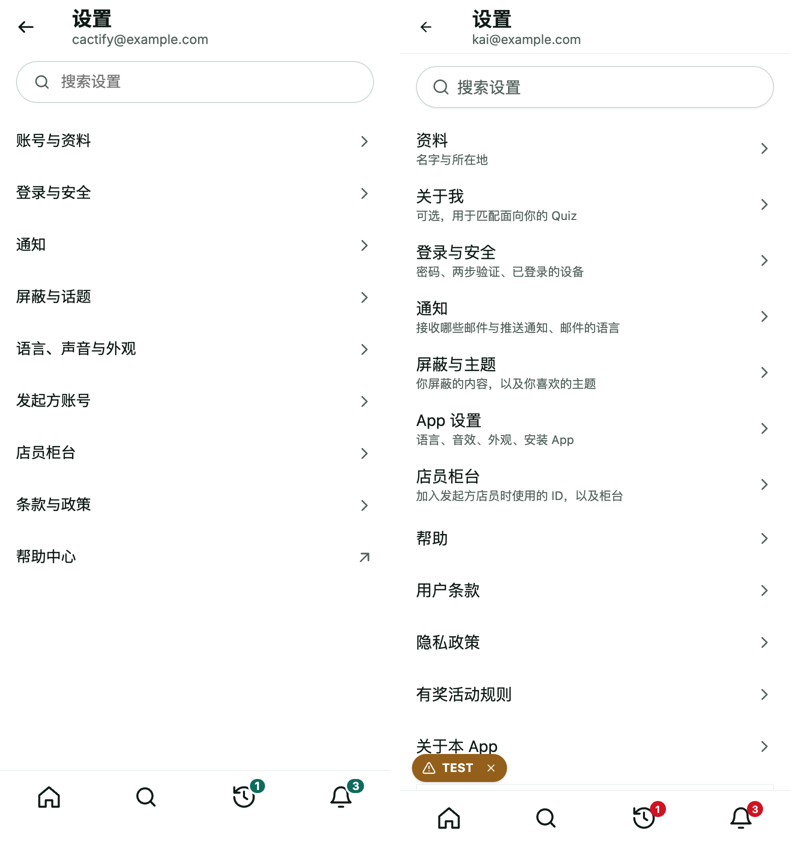 设置
cactify@example.com
搜索设置
账号与资料
登录与安全
通知
屏蔽与话题
语言、声音与外观
发起方账号
店员柜台
条款与政策
帮助中心
1
3
设置
kai@example.com
搜索设置
资料
名字与所在地
关于我
可选，用于匹配面向你的 Quiz
登录与安全
密码、两步验证、已登录的设备
通知
接收哪些邮件与推送通知、邮件的语言
屏蔽与主题
你屏蔽的内容，以及你喜欢的主题
App 设置
语言、音效、外观、安装 App
店员柜台
加入发起方店员时使用的 ID，以及柜台
帮助
用户条款
隐私政策
有奖活动规则
关于本 App
TEST
1
3